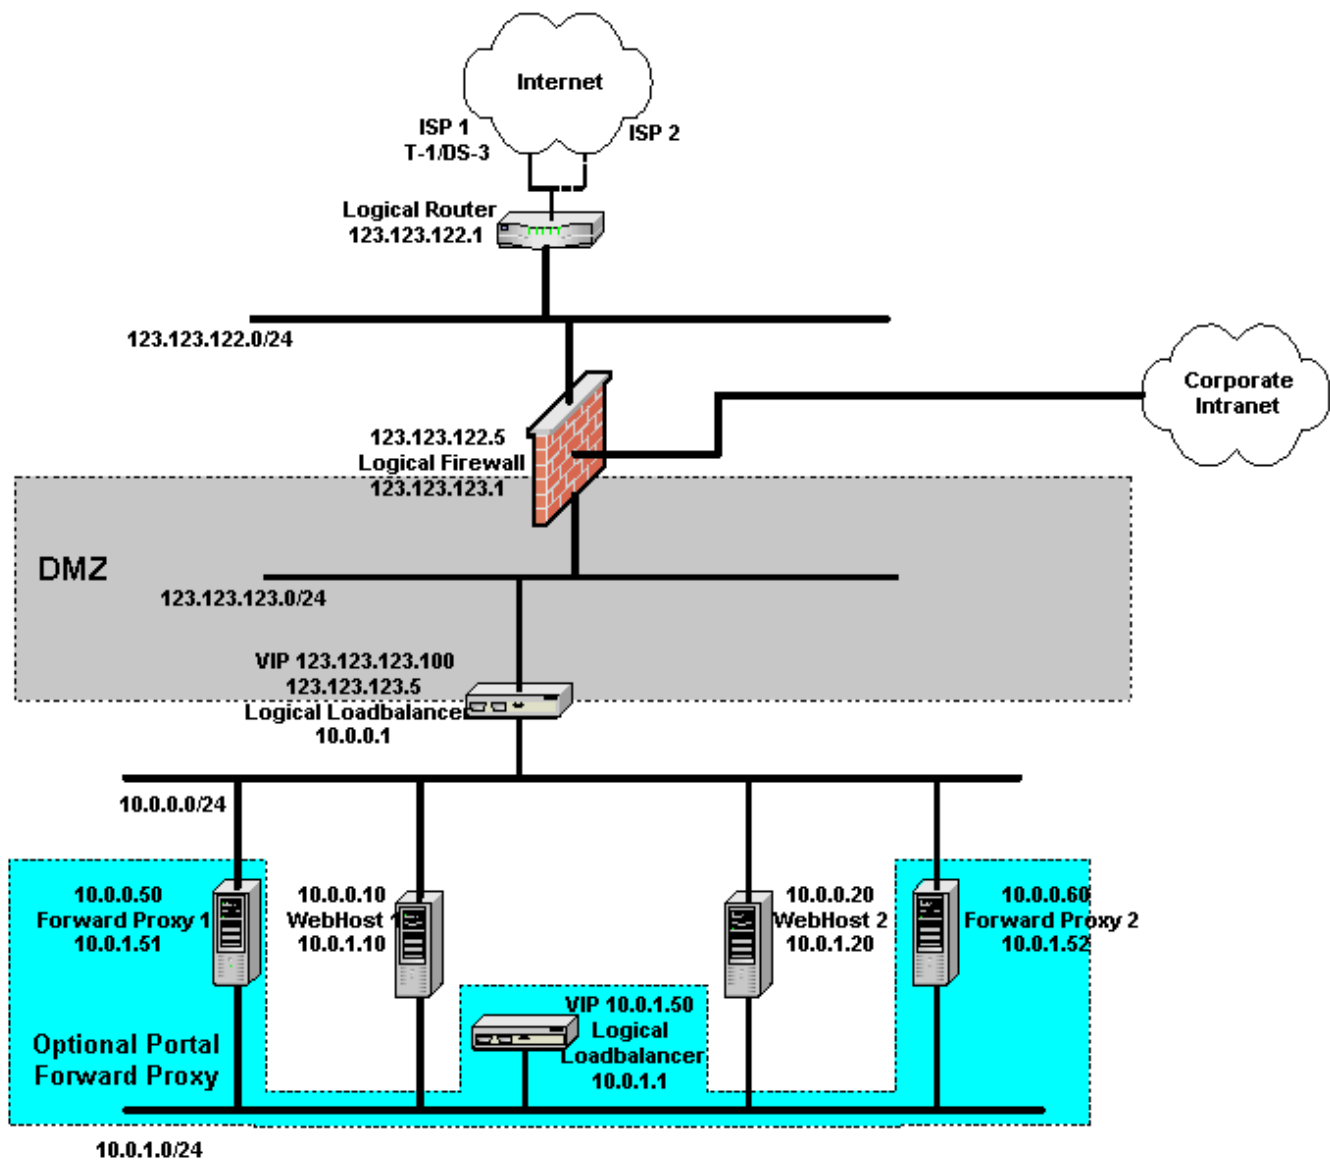 Internet
ISP 1
T-1/DS-3
ISP 2
Logical Router
123.123.122.1
123.123.122.0/24
Corporate
Intranet
123.123.122.5
Logical Firewall
123.123.123.1
DMZ
123.123.123.0/24
VIP 123.123.123.100
123.123.123.5
Logical Loadbalancer
10.0.0.1
10.0.0.0/24
10.0.0.50
Forward Proxy 1
10.0.1.51
10.0.0.10
WebHost 1
10.0.1.10
10.0.0.20
WebHost 2
10.0.1.20
10.0.0.60
Forward Proxy 2
10.0.1.52
VIP 10.0.1.50
Logical
Loadbalancer
10.0.1.1
Optional Portal
Forward Proxy
10.0.1.0/24